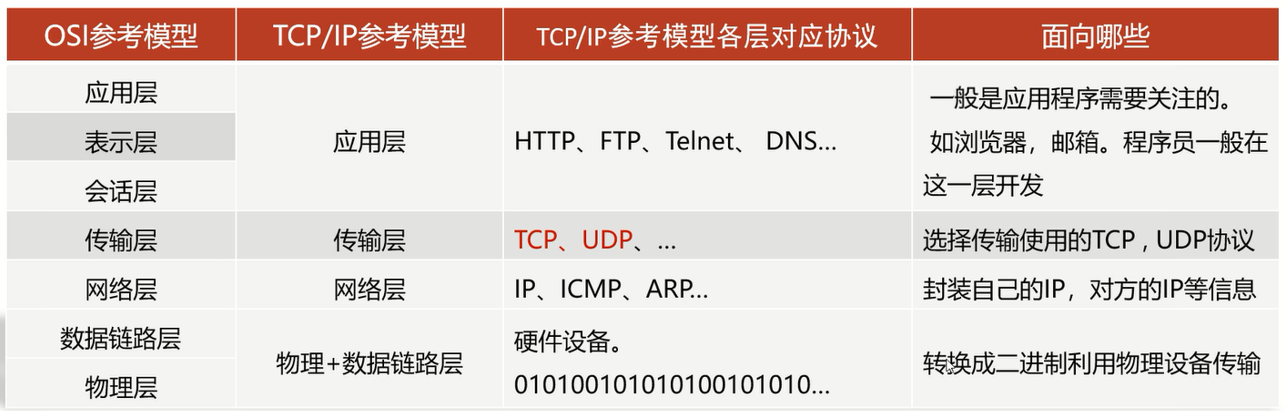 OSI参考模型 TCP/IP参考模型 TCP/IP参考模型各层对应协议 面向哪些
应用层
表示层
会话层
应用层
HTTP、FTP、Telnet、 DNS...
一般是应用程序需要关注的。
如浏览器，邮箱。程序员一般在
这一层开发
传输层 传输层 TCP、UDP、... 选择传输使用的TCP , UDP协议
网络层 网络层 IP、ICMP、ARP... 封装自己的IP，对方的IP等信息
数据链路层
物理层
物理+数据链路层
硬件设备。
010100101010100101010...
转换成二进制利用物理设备传输